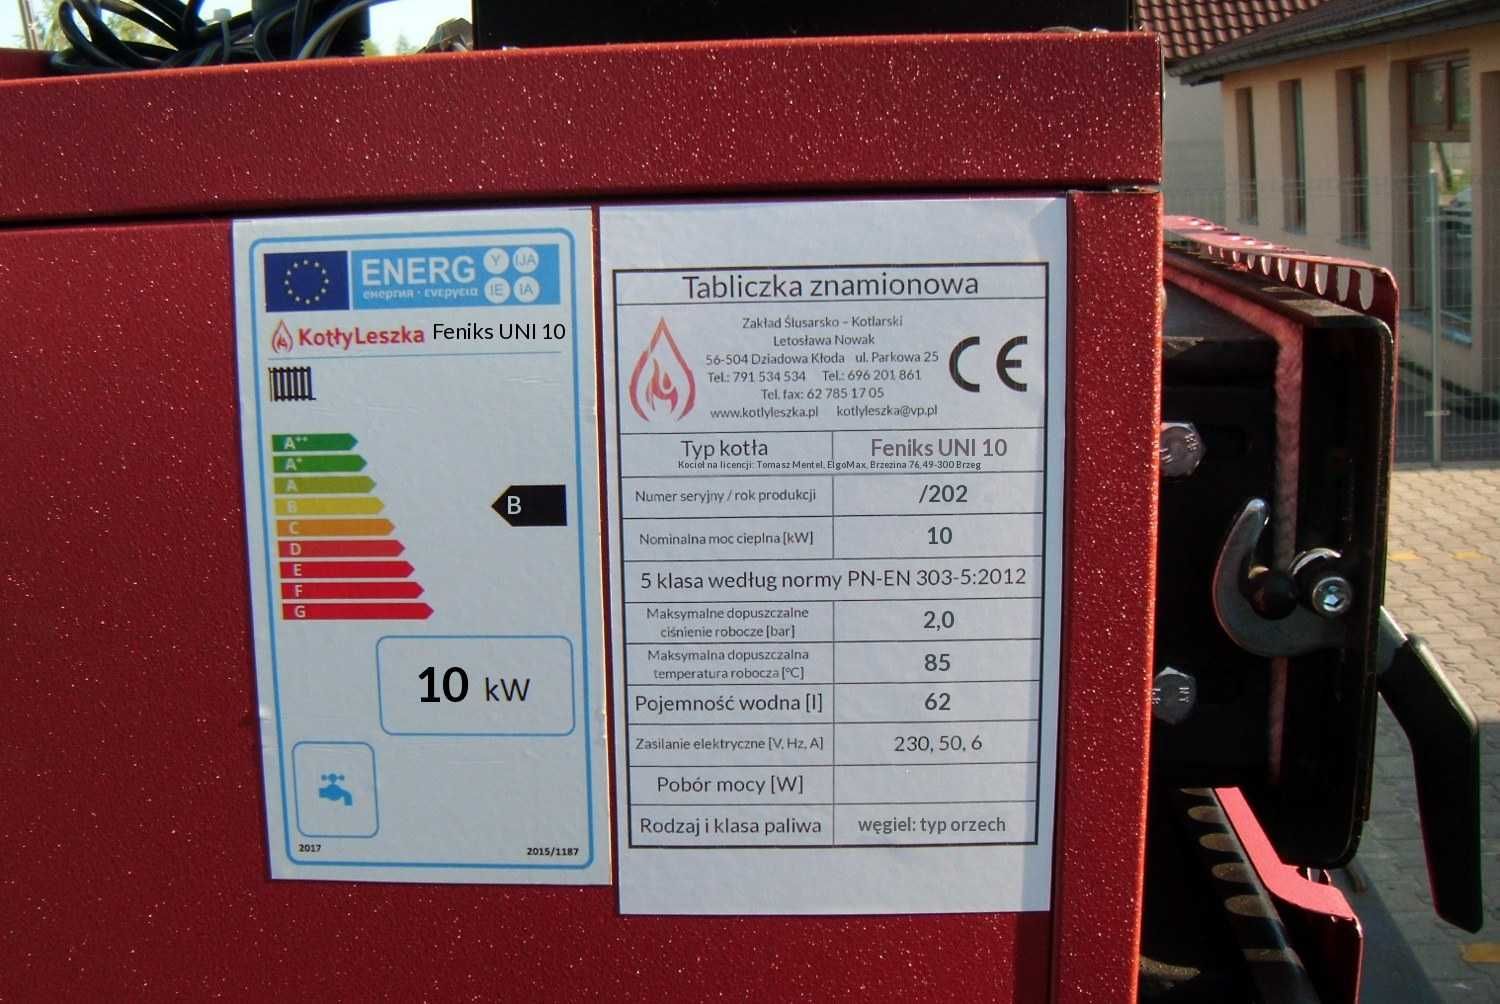 ENERG
енергия · ενεργεια
Y IJA
IE IA
KotłyLeszka Feniks UNI 10
A++
A+
A
B
C
D
E
F
G
B
10 kW
2017
2015/1187
Tabliczka znamionowa
Zakład Ślusarsko – Kotlarski
Letosława Nowak
56-504 Dziadowa Kłoda ul. Parkowa 25
Tel.: 791 534 534 Tel.: 696 201 861
Tel. fax: 62 785 17 05
www.kotlyleszka.pl kotlyleszka@vp.pl
CE
Typ kotła Feniks UNI 10
Kocioł na licencji: Tomasz Mentel, ElgoMax, Brzezina 76, 49-300 Brzeg
Numer seryjny / rok produkcji /202
Nominalna moc cieplna [kW] 10
5 klasa według normy PN-EN 303-5:2012
Maksymalne dopuszczalne
ciśnienie robocze [bar] 2,0
Maksymalna dopuszczalna
temperatura robocza [°C] 85
Pojemność wodna [l] 62
Zasilanie elektryczne [V, Hz, A] 230, 50, 6
Pobór mocy [W]
Rodzaj i klasa paliwa węgiel: typ orzech